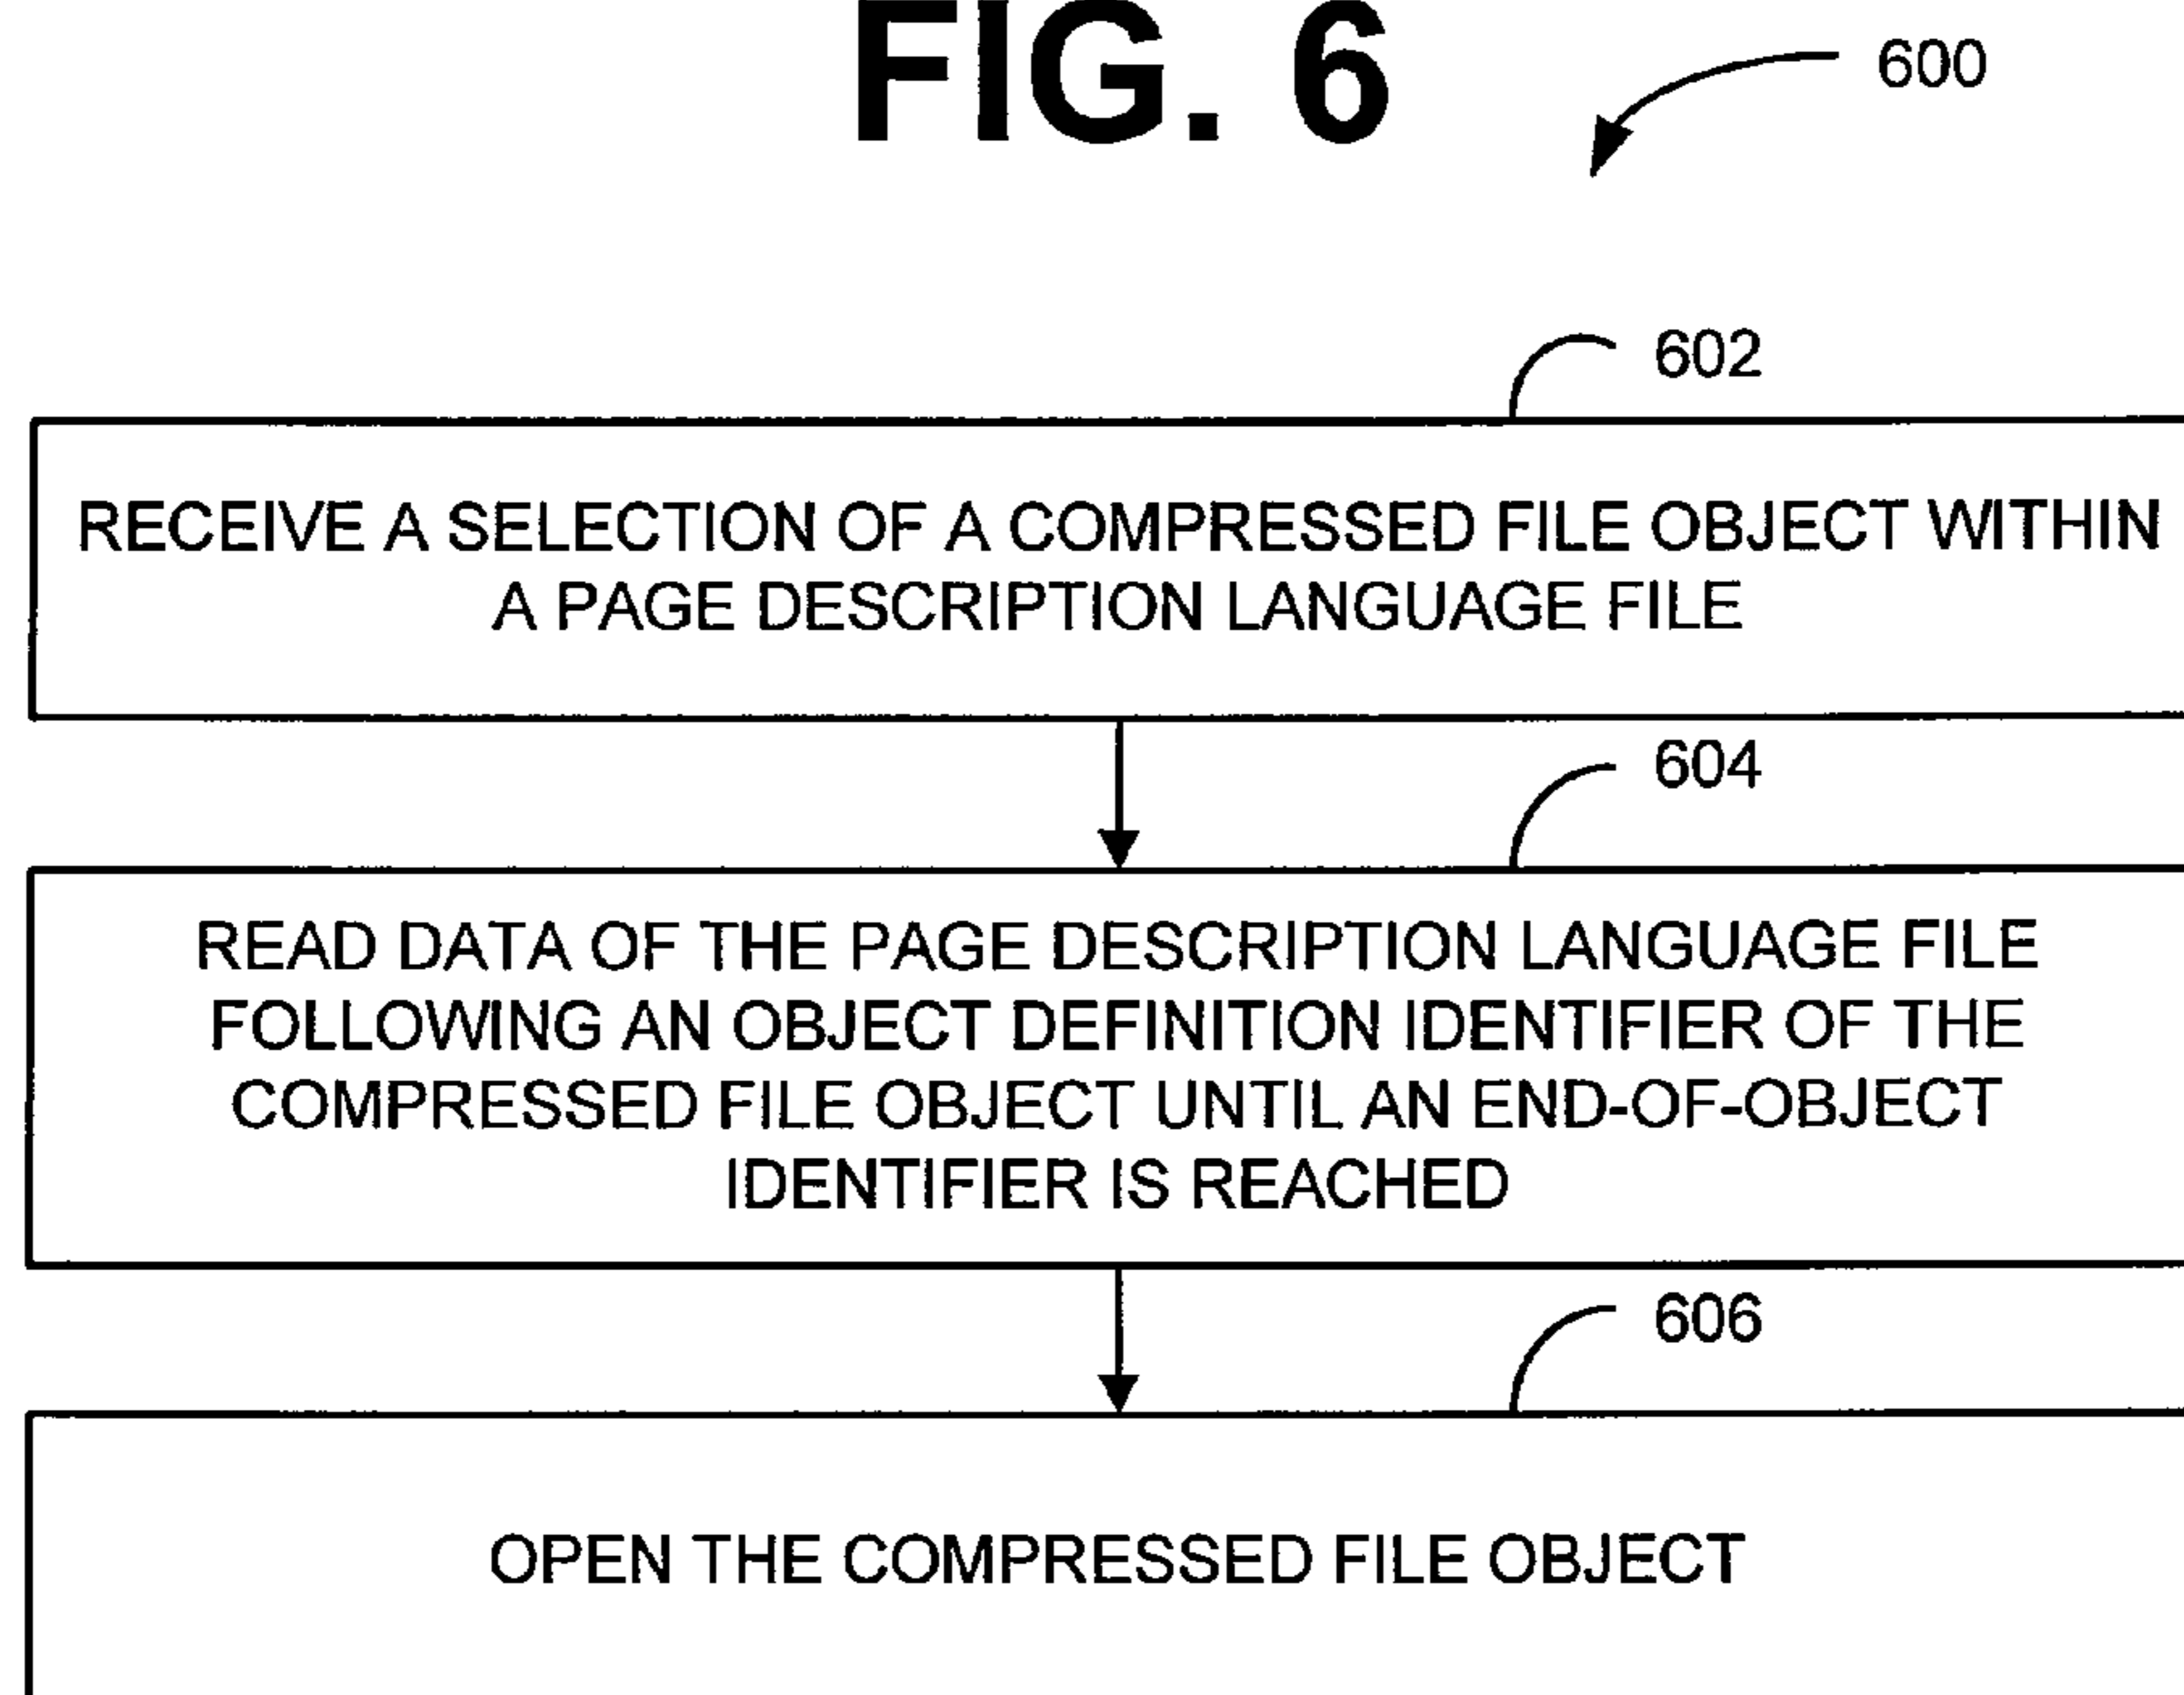 FIG. 6
600
602
RECEIVE A SELECTION OF A COMPRESSED FILE OBJECT WITHIN
A PAGE DESCRIPTION LANGUAGE FILE
604
READ DATA OF THE PAGE DESCRIPTION LANGUAGE FILE
FOLLOWING AN OBJECT DEFINITION IDENTIFIER OF THE
COMPRESSED FILE OBJECT UNTIL AN END-OF-OBJECT
IDENTIFIER IS REACHED
606
OPEN THE COMPRESSED FILE OBJECT